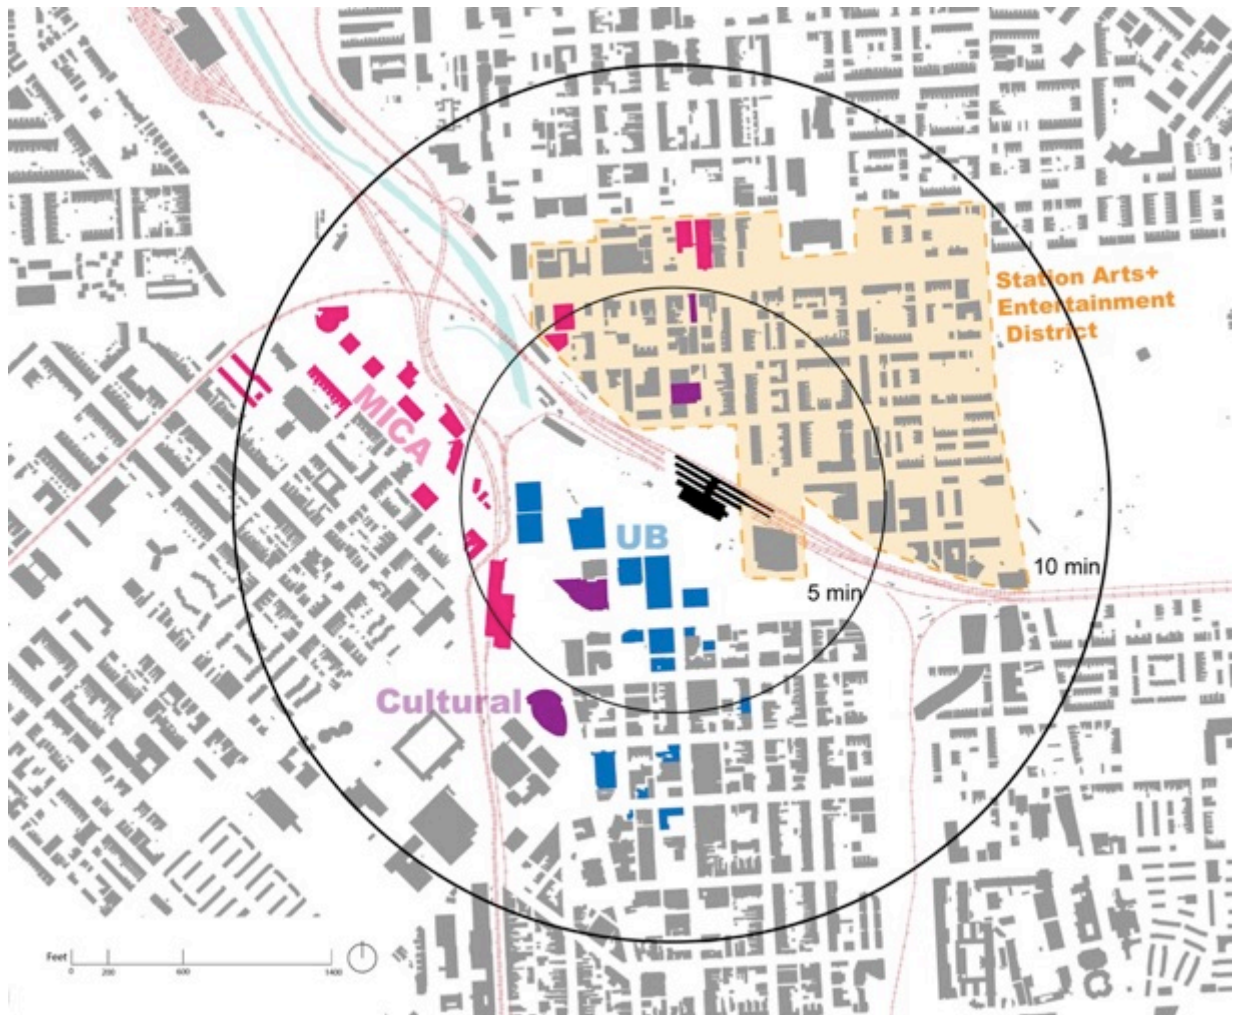 Station Arts+
Entertainment
District
MICA
UB
10 min
5 min
Cultural
Feet
0 200 600 1400